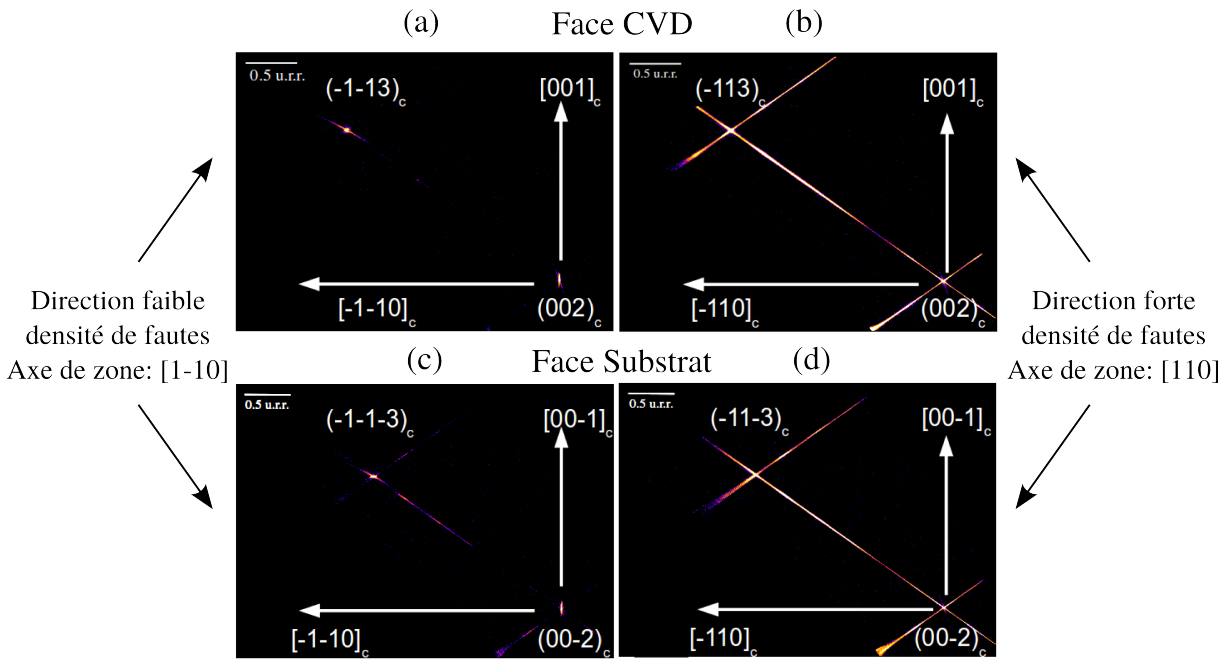 (a)
Face CVD
(b)
0.5 u.r.r.
(-1-13)c
[001]c
[-1-10]c
(002)c
0.5 u.r.r.
(-113)c
[001]c
[-110]c
(002)c
Direction faible
densité de fautes
Axe de zone: [1-10]
Direction forte
densité de fautes
Axe de zone: [110]
(c)
Face Substrat
(d)
0.5 u.r.r.
(-1-1-3)c
[00-1]c
[-1-10]c
(00-2)c
0.5 u.r.r.
(-11-3)c
[00-1]c
[-110]c
(00-2)c